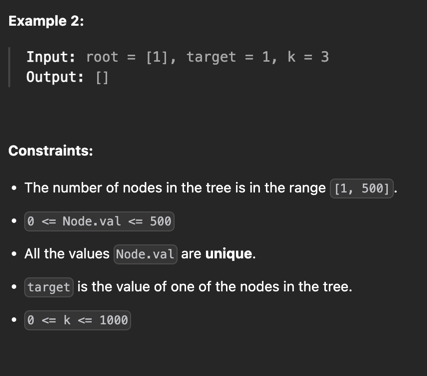 Example 2:
Input: root = [1], target = 1, k = 3
Output: []
Constraints:
• The number of nodes in the tree is in the range [1, 500].
• 0 <= Node.val <= 500
• All the values Node.val are unique.
• target is the value of one of the nodes in the tree.
• 0 <= k <= 1000